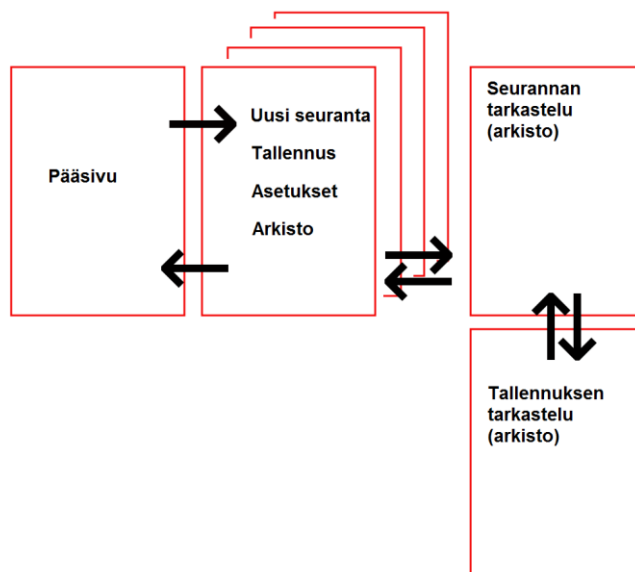 Pääsivu
Uusi seuranta
Tallennus
Asetukset
Arkisto
Seurannan
tarkastelu
(arkisto)
Tallennuksen
tarkastelu
(arkisto)